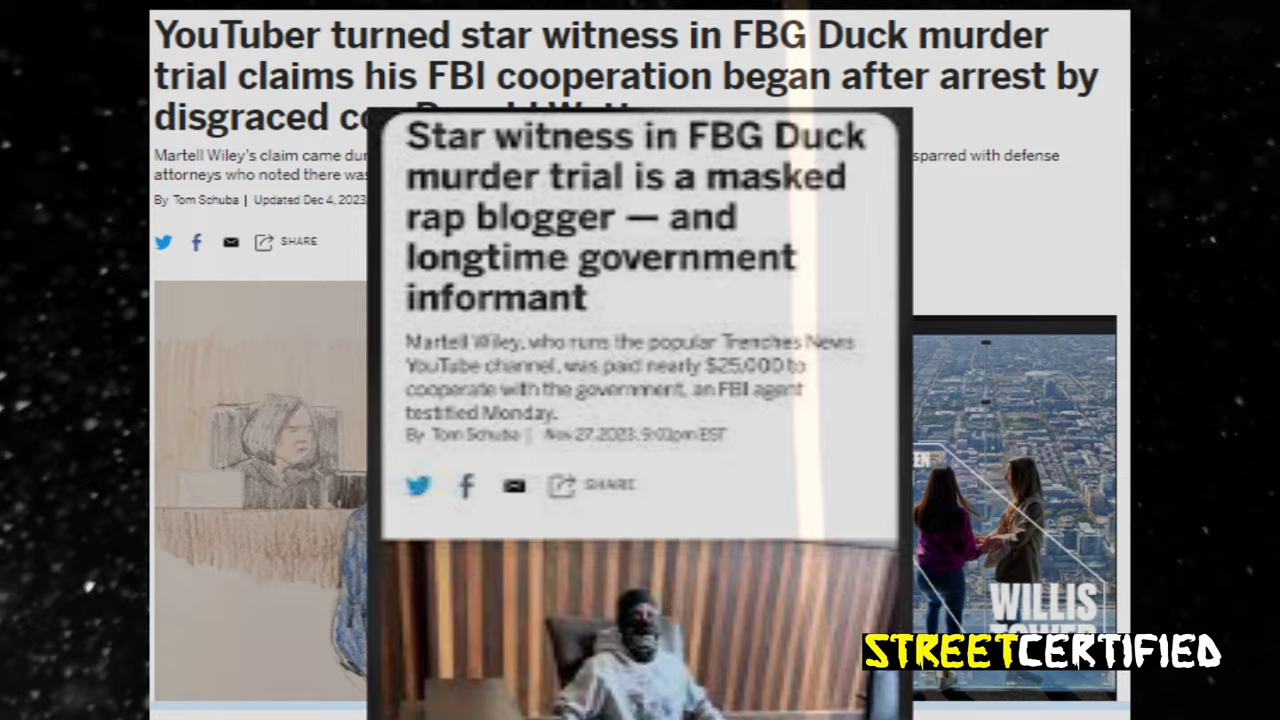 YouTuber turned star witness in FBG Duck murder
trial claims his FBI cooperation began after arrest by
disgraced
Martell Wiley's claim came
sparred with defense
attorneys who noted there was
By Tom Schuba | Updated Dec 4, 2023,
SHARE
Star witness in FBG Duck
murder trial is a masked
rap blogger — and
longtime government
informant
Martell Wiley, who runs the popular Trenches News
YouTube channel, was paid nearly $25,000 to
cooperate with the government, an FBI agent
testified Monday.
By Tom Schuba | Nov 27, 2023, 9:01pm EST
SHARE
WILLIS
TOWER
STREETCERTIFIED